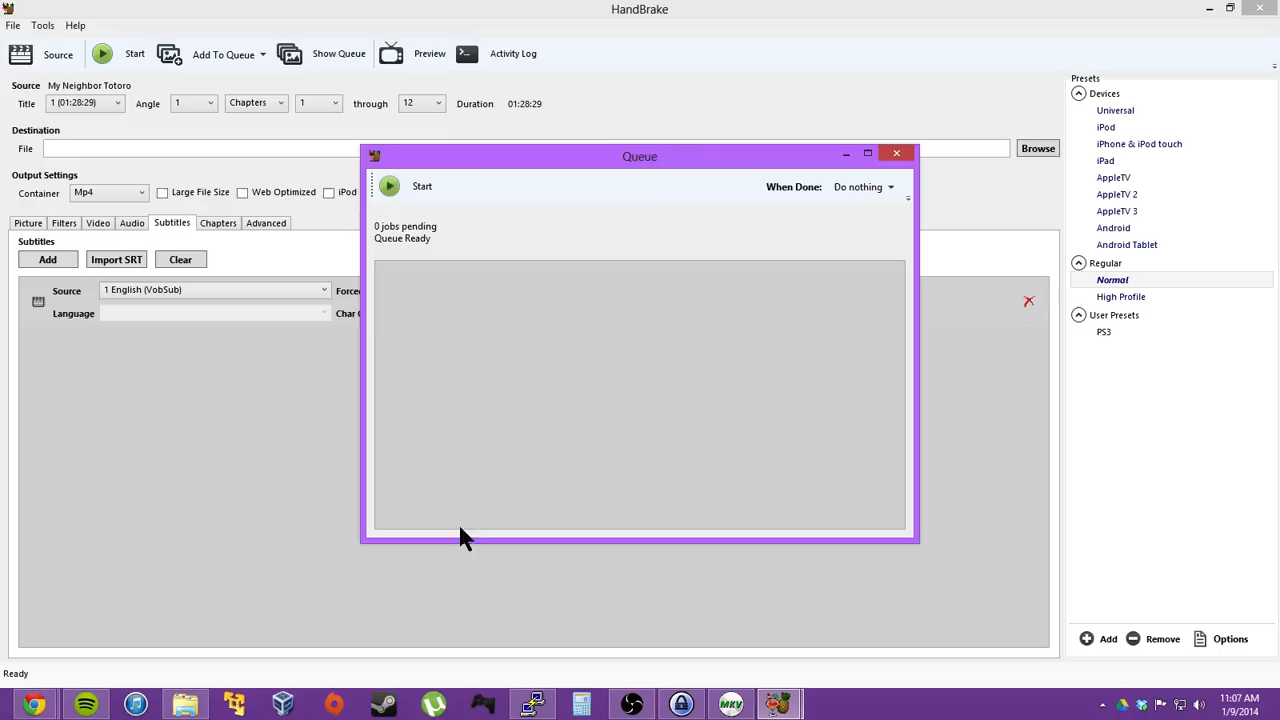 HandBrake
File Tools Help
Source Start Add To Queue Show Queue Preview Activity Log
Source My Neighbor Totoro
Title 1 (01:28:29) Angle 1 Chapters 1 through 12 Duration 01:28:29
Destination
File Browse
Output Settings
Container Mp4 Large File Size Web Optimized iPod
Picture Filters Video Audio Subtitles Chapters Advanced
Subtitles
Add Import SRT Clear
Source 1 English (VobSub) Forced
Language Char
Queue
Start When Done: Do nothing
0 jobs pending
Queue Ready
Presets
Devices
Universal
iPod
iPhone & iPod touch
iPad
AppleTV
AppleTV 2
AppleTV 3
Android
Android Tablet
Regular
Normal
High Profile
User Presets
PS3
Add Remove Options
Ready
MKV
11:07 AM
1/9/2014